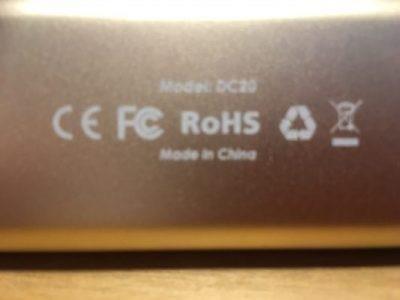 Model: DC20
CE FC RoHS
Made in China